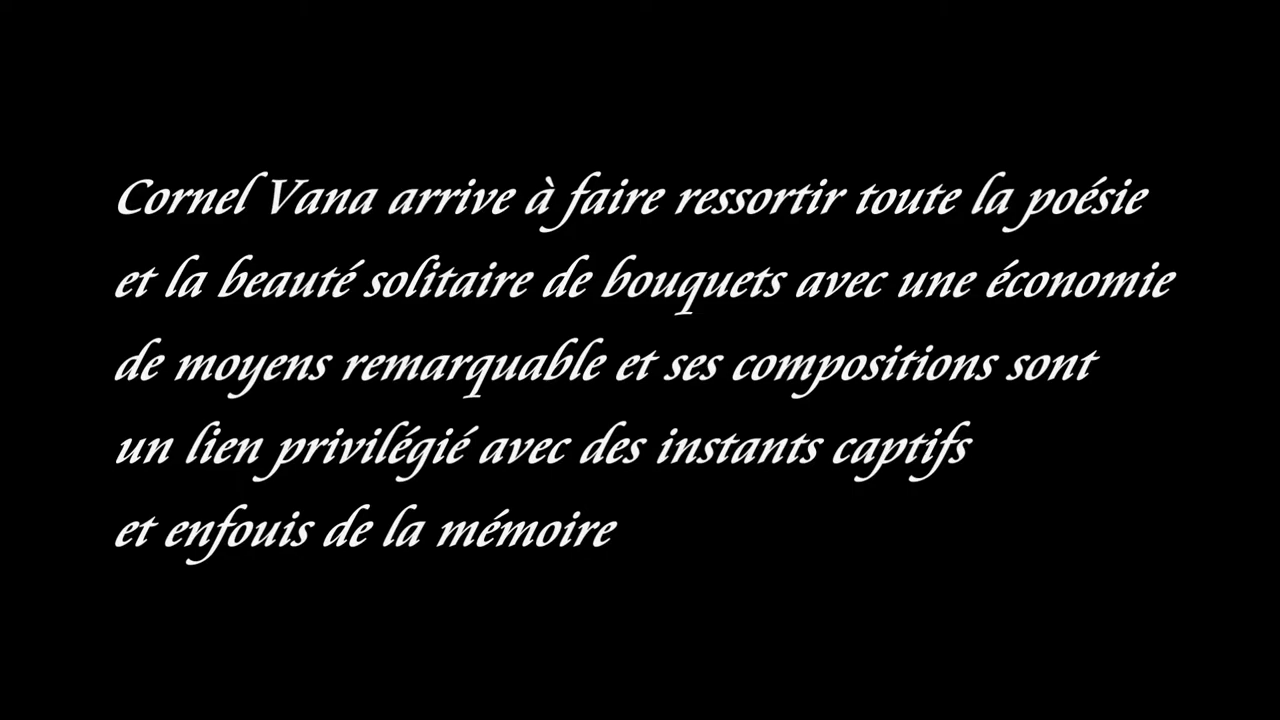 Cornel Vana arrive à faire ressortir toute la poésie
et la beauté solitaire de bouquets avec une économie
de moyens remarquable et ses compositions sont
un lien privilégié avec des instants captifs
et enfouis de la mémoire